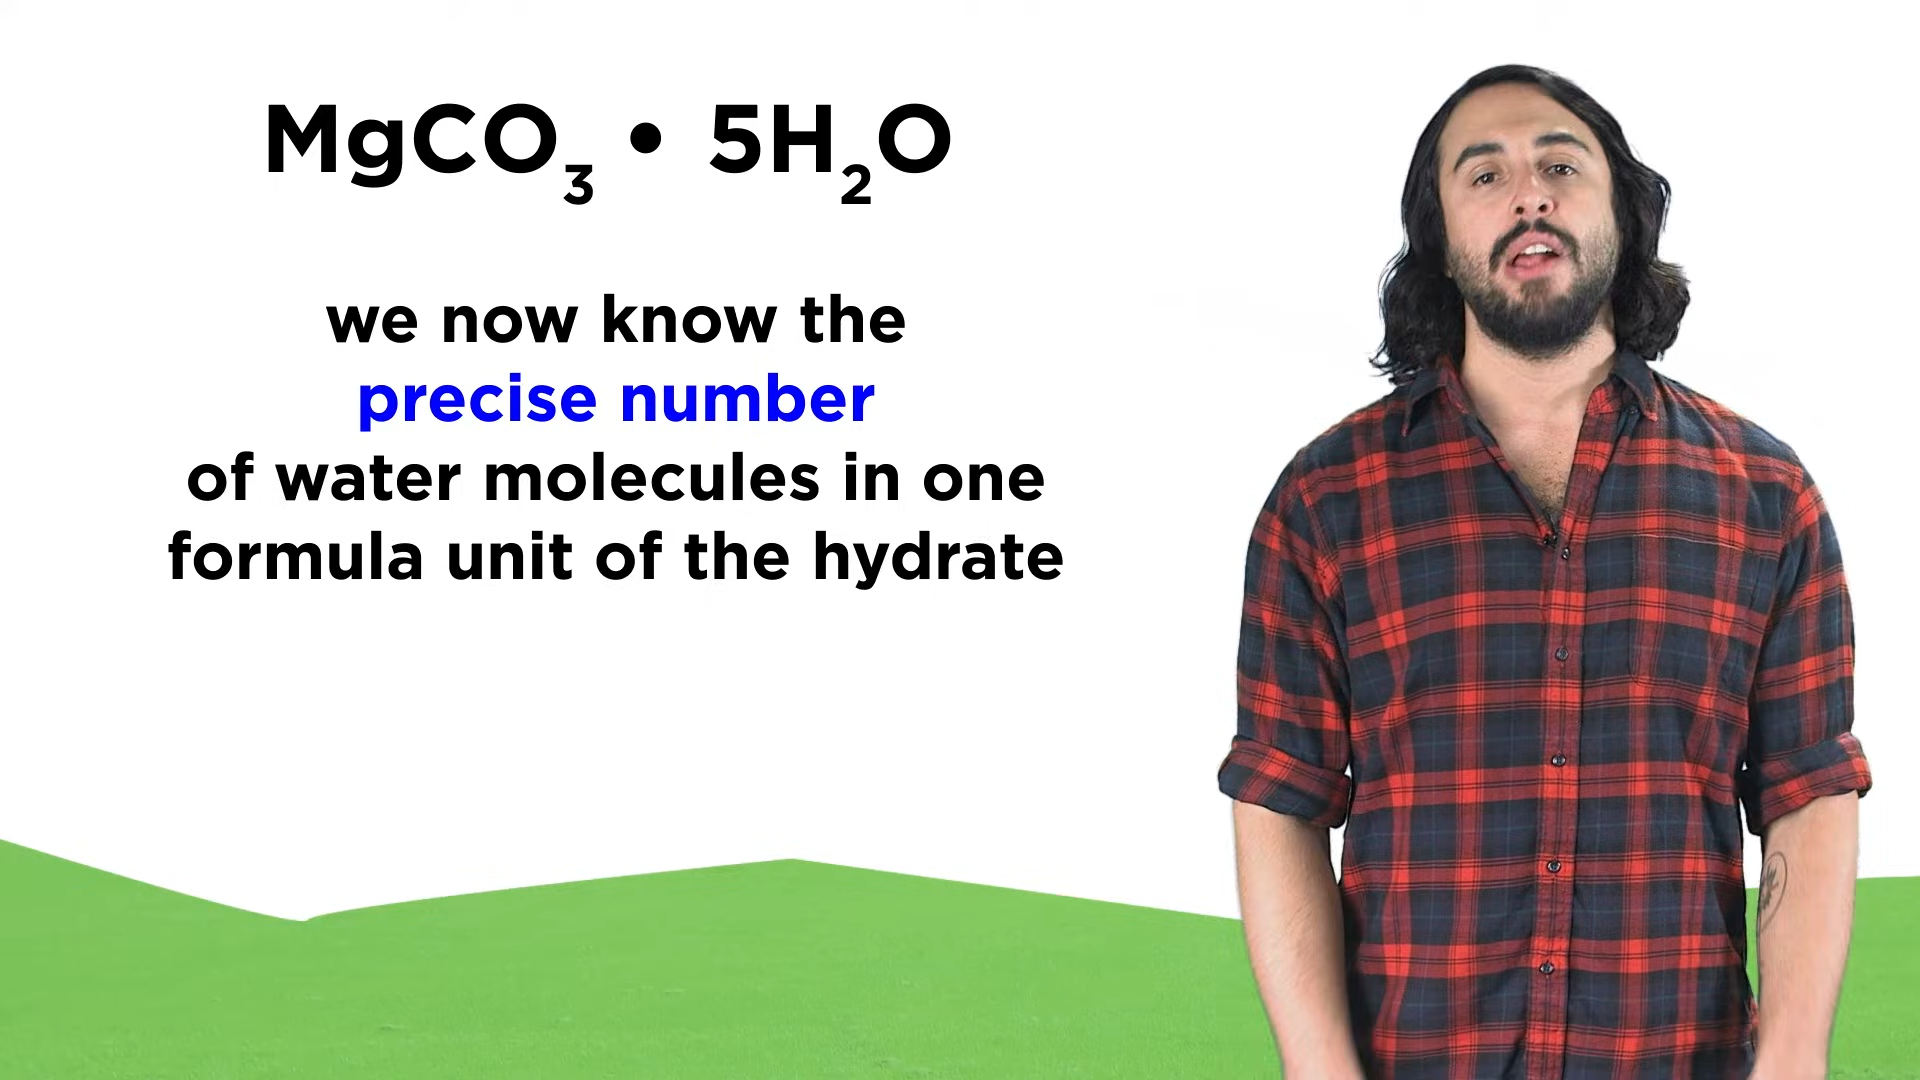 MgCO₃ • 5H₂O
we now know the
precise number
of water molecules in one
formula unit of the hydrate